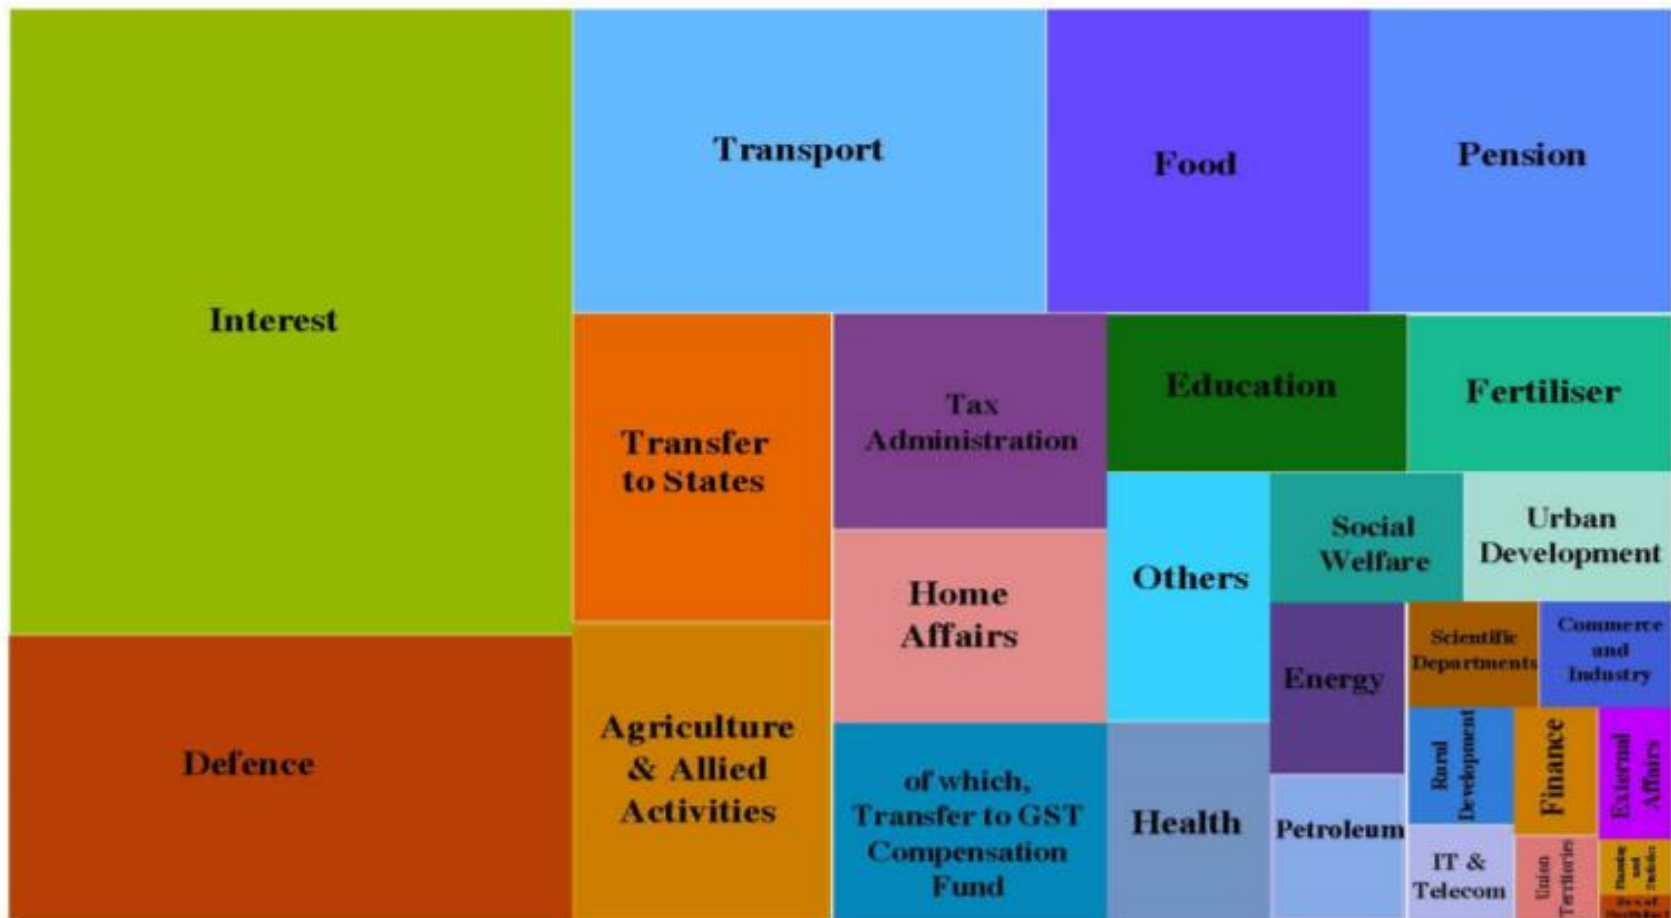 Transport
Food
Pension
Interest
Transfer
to States
Tax
Administration
Education
Fertiliser
Home
Affairs
Others
Social
Welfare
Urban
Development
Energy
Scientific
Departments
Commerce
and
Industry
Defence
Agriculture
& Allied
Activities
of which,
Transfer to GST
Compensation
Fund
Health
Petroleum
Rural
Development
Finance
External
Affairs
IT &
Telecom
Union
Territories